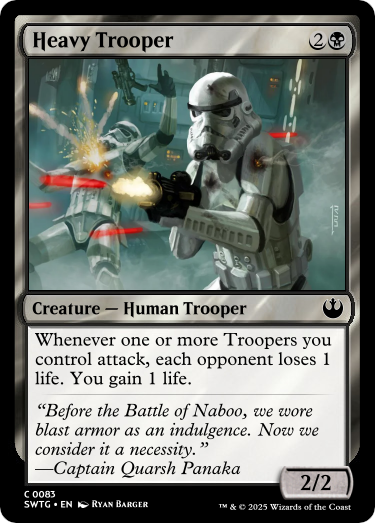 Heavy Trooper 2
Creature — Human Trooper
Whenever one or more Troopers you
control attack, each opponent loses 1
life. You gain 1 life.
“Before the Battle of Naboo, we wore
blast armor as an indulgence. Now we
consider it a necessity.”
—Captain Quarsh Panaka
2/2
C 0083
SWTG • EN RYAN BARGER
™ & © 2025 Wizards of the Coast